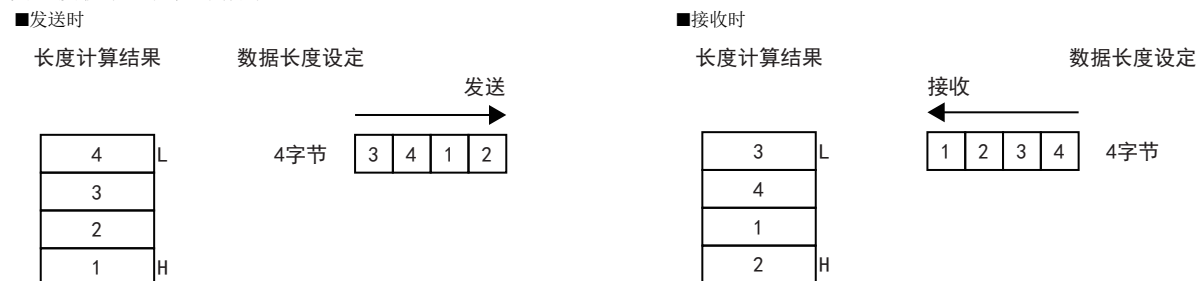 ■发送时
长度计算结果 数据长度设定
发送
4 L 4字节 3 4 1 2
3
2
1 H
■接收时
长度计算结果 数据长度设定
接收
3 L 1 2 3 4 4字节
4
1
2 H